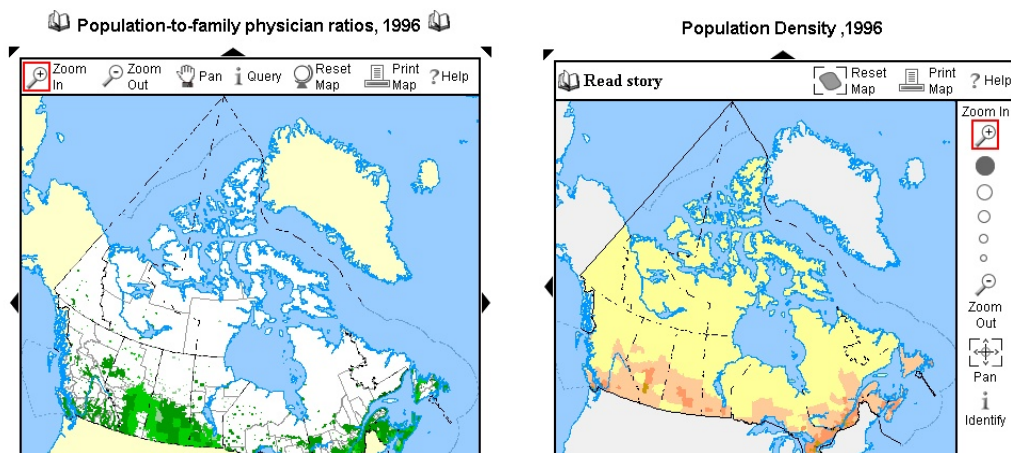 Population-to-family physician ratios, 1996
Zoom In
Zoom Out
Pan
i Query
Reset Map
Print Map
? Help
Population Density ,1996
Read story
Reset Map
Print Map
? Help
Zoom In
Zoom Out
Pan
i
Identify